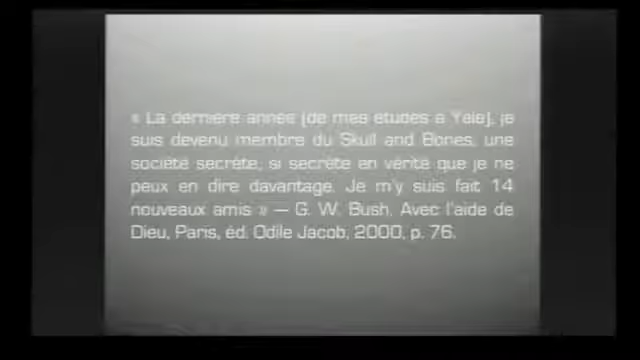 « La dernière année (de mes études à Yale), je
suis devenu membre du Skull and Bones, une
société secrète, si secrète en vérité que je ne
peux en dire davantage. Je m'y suis fait 14
nouveaux amis » — G. W. Bush, Avec l'aide de
Dieu, Paris, éd. Odile Jacob, 2000, p. 76.